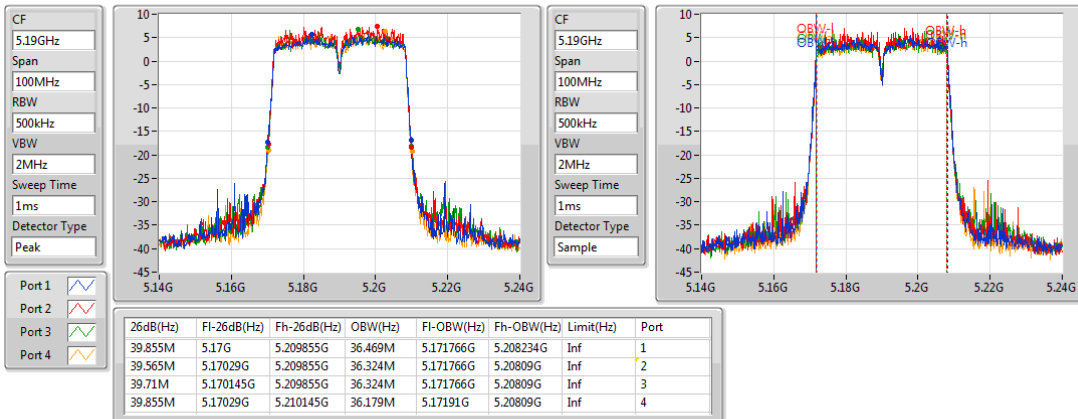 CF
5.19GHz
Span
100MHz
RBW
500kHz
VBW
2MHz
Sweep Time
1ms
Detector Type
Peak
10
5
0
-5
-10
-15
-20
-25
-30
-35
-40
-45
5.14G 5.16G 5.18G 5.2G 5.22G 5.24G
CF
5.19GHz
Span
100MHz
RBW
500kHz
VBW
2MHz
Sweep Time
1ms
Detector Type
Sample
10
5
0
-5
-10
-15
-20
-25
-30
-35
-40
-45
OBW-l OBW-h
5.14G 5.16G 5.18G 5.2G 5.22G 5.24G
Port 1
Port 2
Port 3
Port 4
26dB(Hz) Fl-26dB(Hz) Fh-26dB(Hz) OBW(Hz) Fl-OBW(Hz) Fh-OBW(Hz) Limit(Hz) Port
39.855M 5.17G 5.209855G 36.469M 5.171766G 5.208234G Inf 1
39.565M 5.17029G 5.209855G 36.324M 5.171766G 5.20809G Inf 2
39.71M 5.170145G 5.209855G 36.324M 5.171766G 5.20809G Inf 3
39.855M 5.17029G 5.210145G 36.179M 5.17191G 5.20809G Inf 4